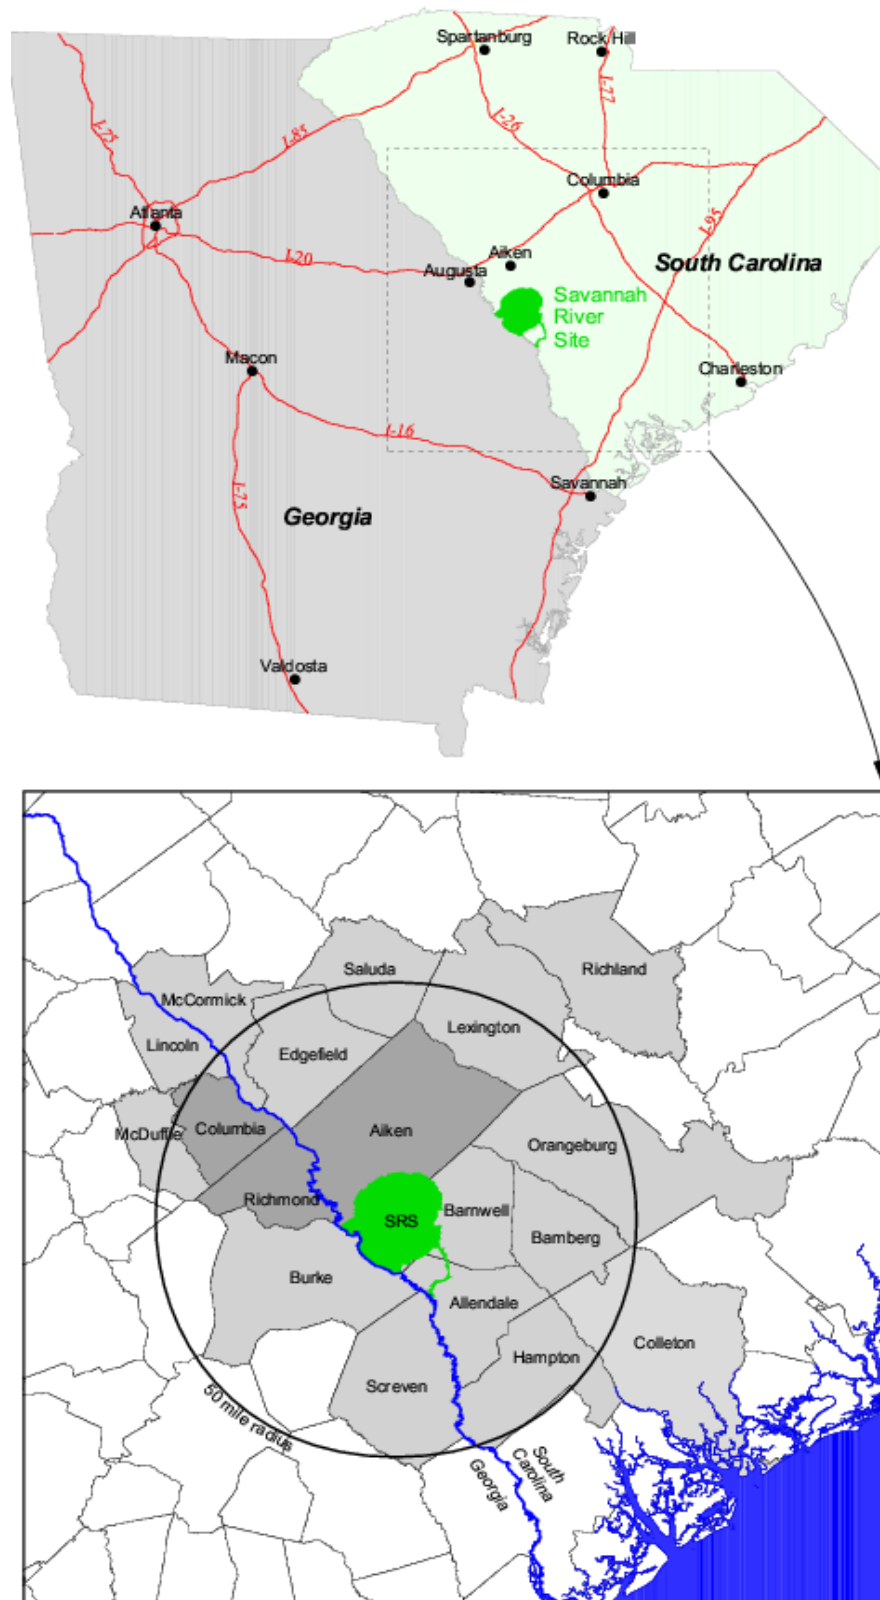 Spartanburg
Rock Hill
I-77
I-26
I-75
I-85
Columbia
Atlanta
I-95
I-20
Aiken
Augusta
South Carolina
Savannah
River
Site
Macon
Charleston
I-16
Savannah
I-75
Georgia
Valdosta
Saluda
Richland
McCormick
Lexington
Lincoln
Edgefield
McDuffie
Columbia
Aiken
Orangeburg
Richmond
Barnwell
SRS
Bamberg
Burke
Allendale
Colleton
Hampton
Screven
50 mile radius
South
Carolina
Georgia